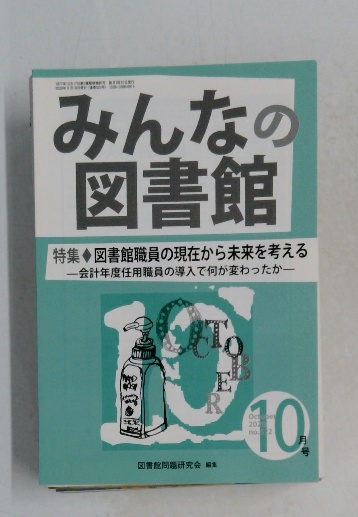 みんなの
図書館
特集◆図書館職員の現在から未来を考える
―会計年度任用職員の導入で何が変わったか―
OCTOBER
10
October
10月号
図書館問題研究会 編集